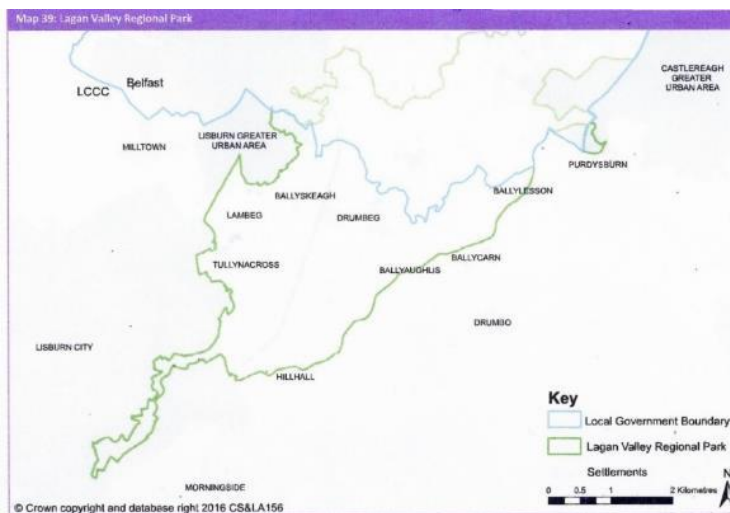 Map 39: Lagan Valley Regional Park
Belfast
LCCC
CASTLEREAGH
GREATER
URBAN AREA
MILLTOWN
LISBURN GREATER
URBAN AREA
PURDYSBURN
BALLYSKEAGH
BALLYLESSON
LAMBEG
DRUMBEG
TULLYNACROSS
BALLYAUGHLIS
BALLYCARN
DRUMBO
LISBURN CITY
HILLHALL
Key
Local Government Boundary
Lagan Valley Regional Park
Settlements
0 0.5 1 2 Kilometres
N
MORNINGSIDE
© Crown copyright and database right 2016 CS&LA156